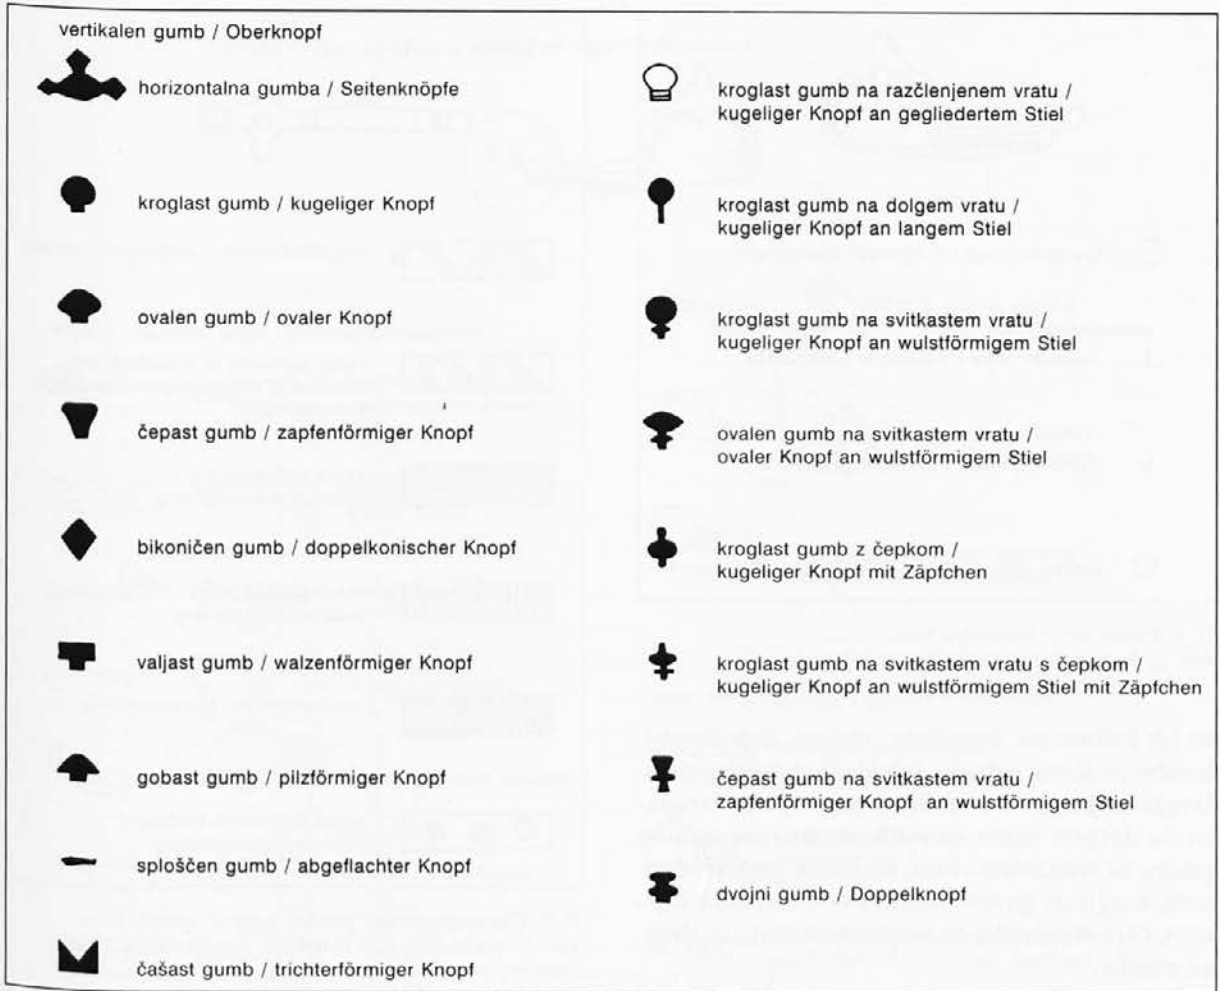 vertikalen gumb / Oberknopf
horizontalna gumba / Seitenknöpfe
kroglast gumb / kugeliger Knopf
ovalen gumb / ovaler Knopf
čepast gumb / zapfenförmiger Knopf
bikoničen gumb / doppelkonischer Knopf
valjast gumb / walzenförmiger Knopf
gobast gumb / pilzförmiger Knopf
sploščen gumb / abgeflachter Knopf
čašast gumb / trichterförmiger Knopf
kroglast gumb na razčlenjenem vratu /
kugeliger Knopf an gegliedertem Stiel
kroglast gumb na dolgem vratu /
kugeliger Knopf an langem Stiel
kroglast gumb na svitkastem vratu /
kugeliger Knopf an wulstförmigem Stiel
ovalen gumb na svitkastem vratu /
ovaler Knopf an wulstförmigem Stiel
kroglast gumb z čepkom /
kugeliger Knopf mit Zäpfchen
kroglast gumb na svitkastem vratu s čepkom /
kugeliger Knopf an wulstförmigem Stiel mit Zäpfchen
čepast gumb na svitkastem vratu /
zapfenförmiger Knopf an wulstförmigem Stiel
dvojni gumb / Doppelknopf